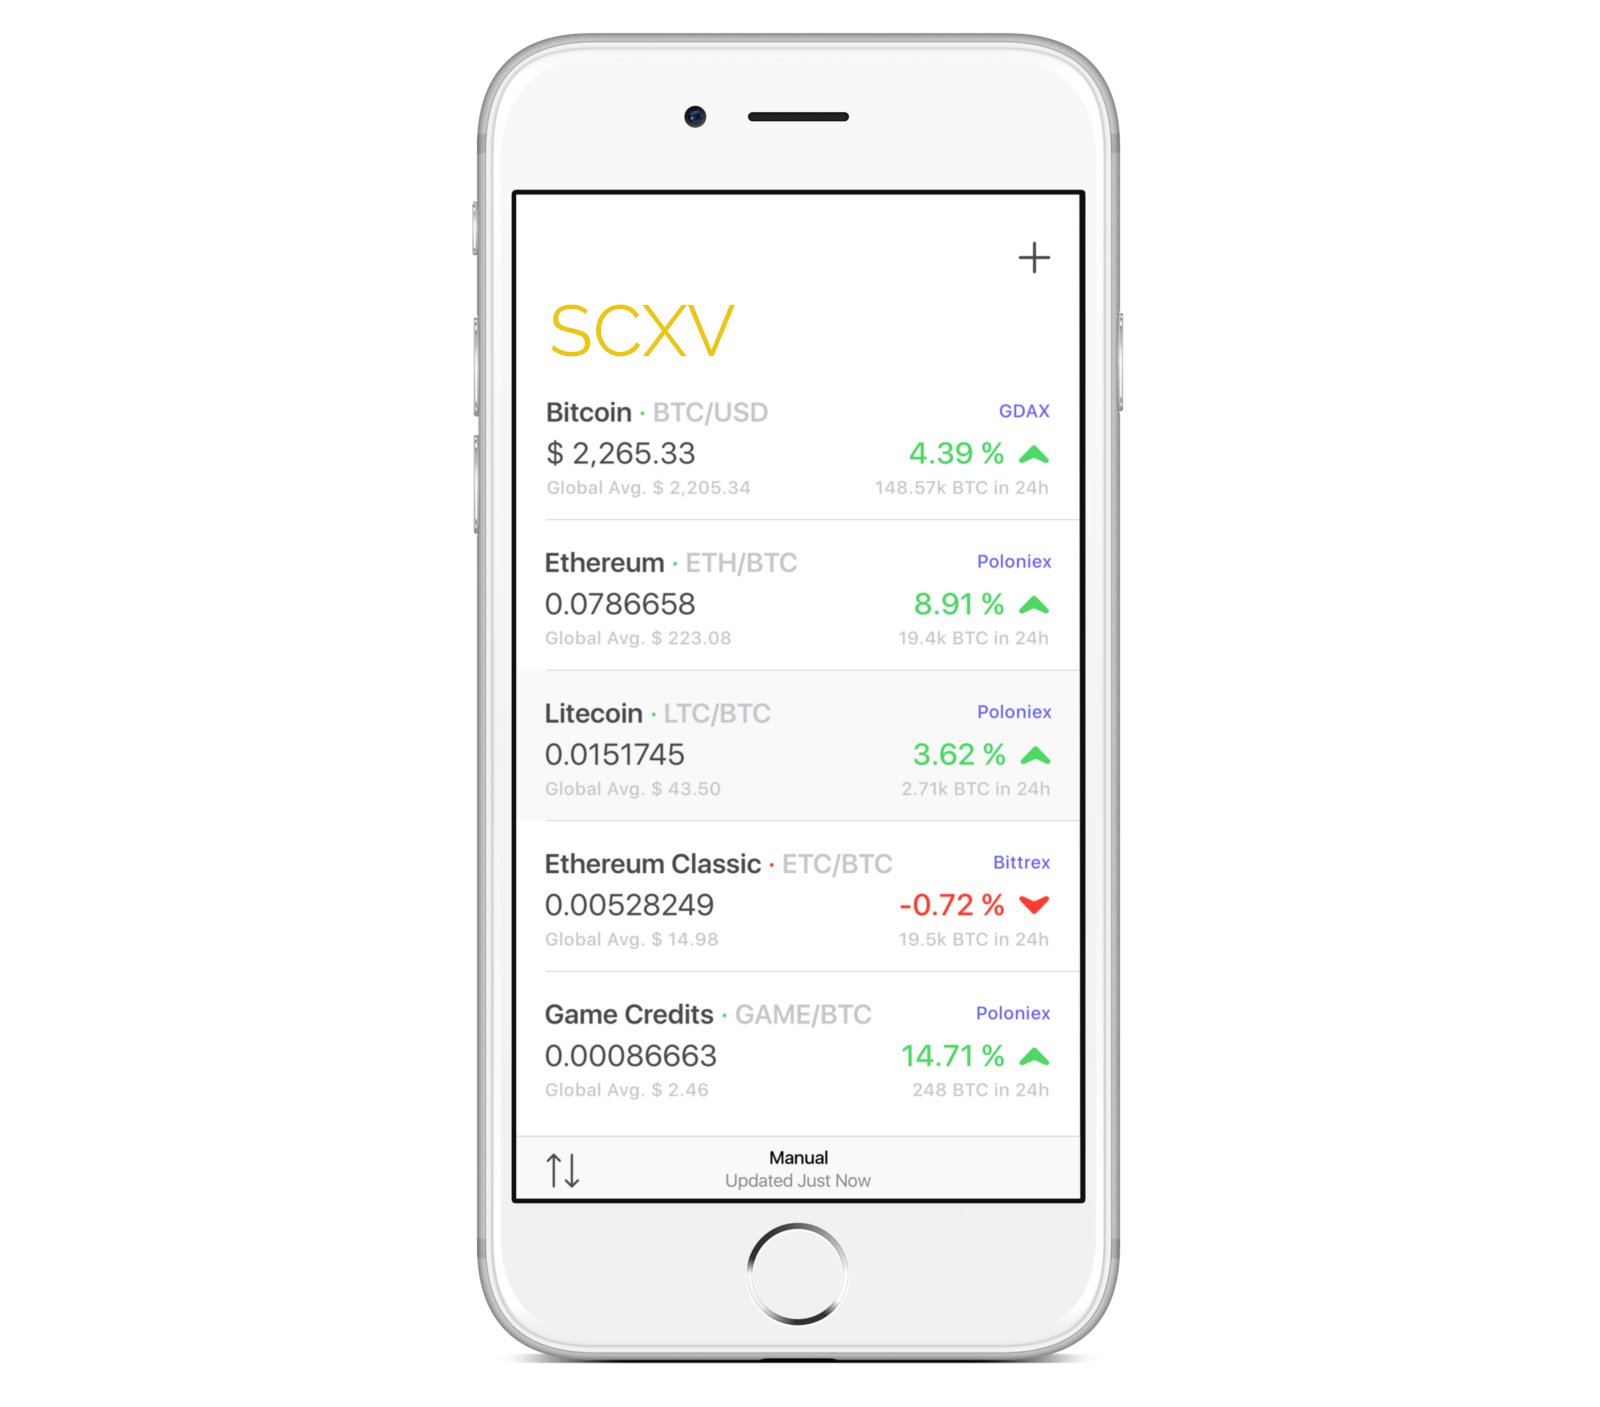 SCXV
Bitcoin · BTC/USD GDAX
$ 2,265.33 4.39 %
Global Avg. $ 2,205.34 148.57k BTC in 24h
Ethereum · ETH/BTC Poloniex
0.0786658 8.91 %
Global Avg. $ 223.08 19.4k BTC in 24h
Litecoin · LTC/BTC Poloniex
0.0151745 3.62 %
Global Avg. $ 43.50 2.71k BTC in 24h
Ethereum Classic · ETC/BTC Bittrex
0.00528249 -0.72 %
Global Avg. $ 14.98 19.5k BTC in 24h
Game Credits · GAME/BTC Poloniex
0.00086663 14.71 %
Global Avg. $ 2.46 248 BTC in 24h
Manual
Updated Just Now